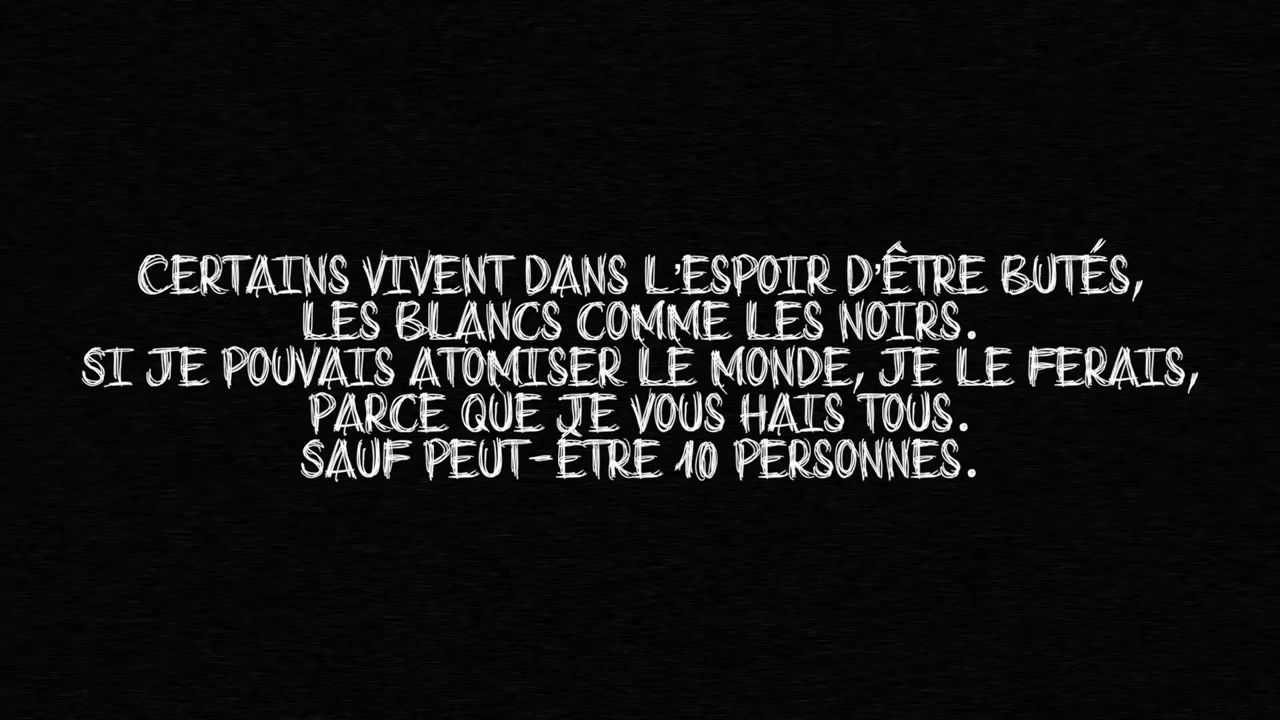 CERTAINS VIVENT DANS L'ESPOIR D'ÊTRE BUTÉS,
LES BLANCS COMME LES NOIRS.
SI JE POUVAIS ATOMISER LE MONDE, JE LE FERAIS,
PARCE QUE JE VOUS HAIS TOUS.
SAUF PEUT-ÊTRE 10 PERSONNES.